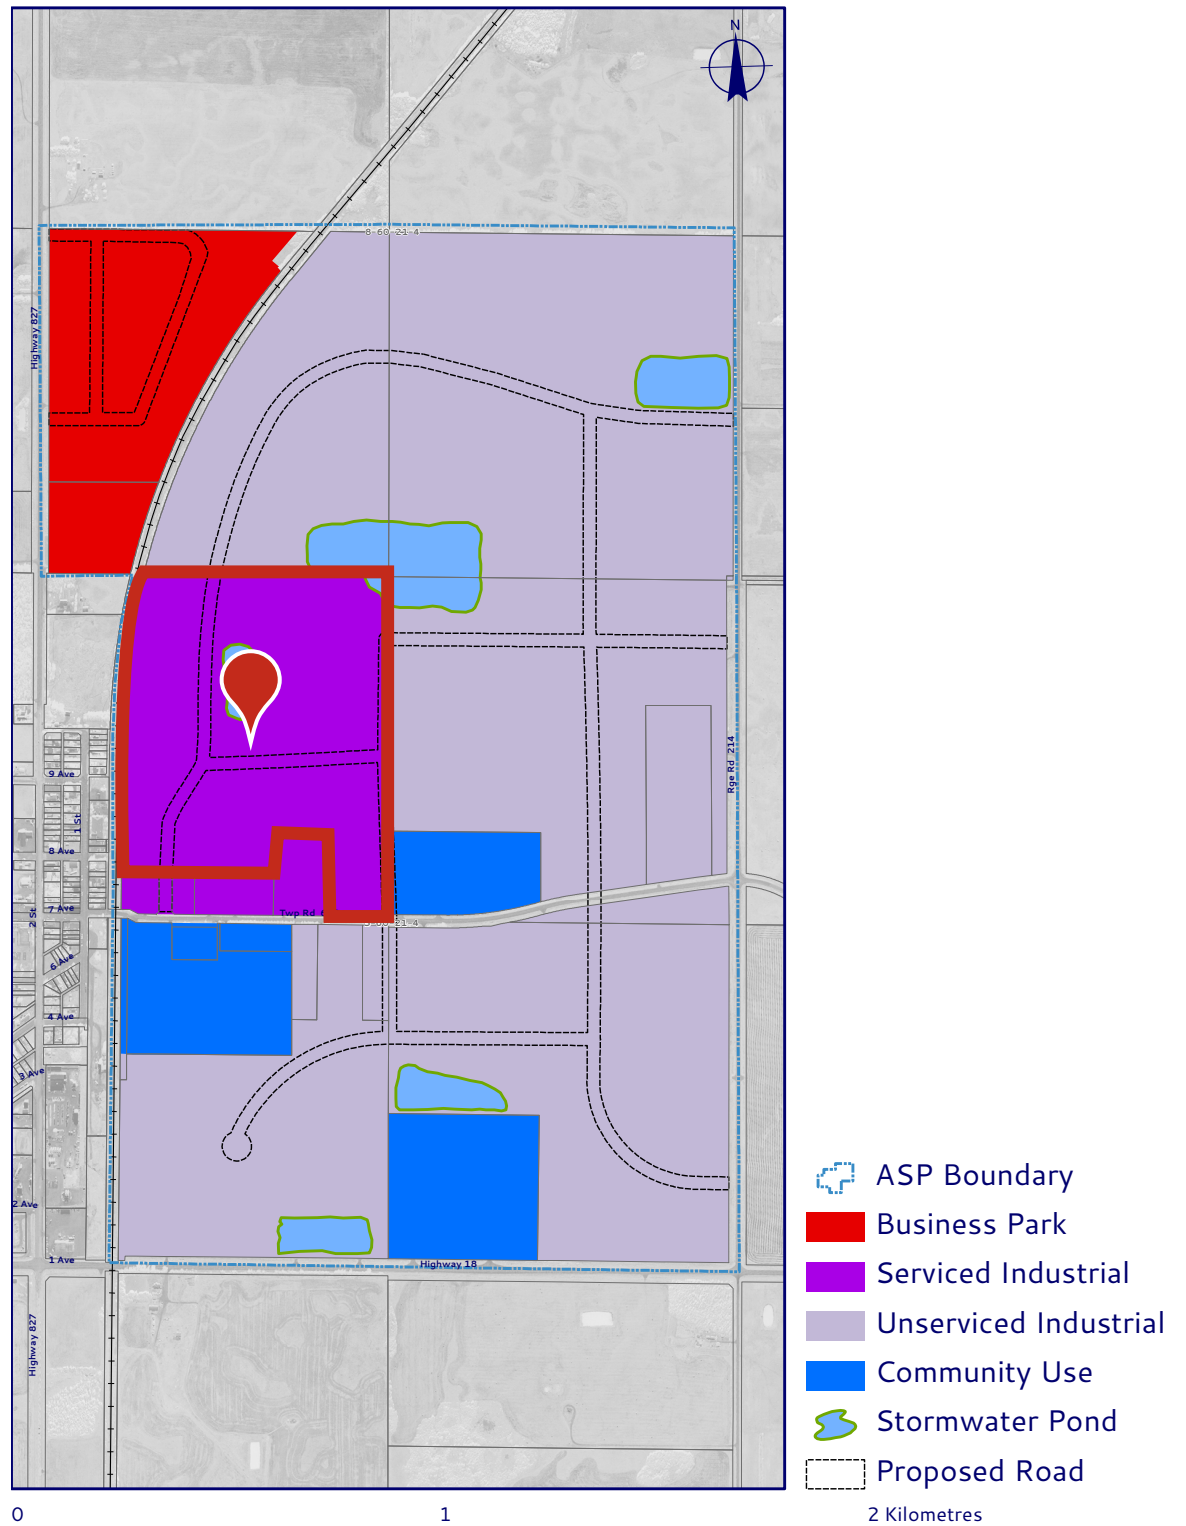 N
8-60-21-4
Highway 827
Rge Rd 214
9 Ave
1 St
8 Ave
7 Ave
2 St
Twp Rd
21-4
6 Ave
4 Ave
3 Ave
2 Ave
1 Ave
Highway 18
Highway 827
ASP Boundary
Business Park
Serviced Industrial
Unserviced Industrial
Community Use
Stormwater Pond
Proposed Road
0 1 2 Kilometres